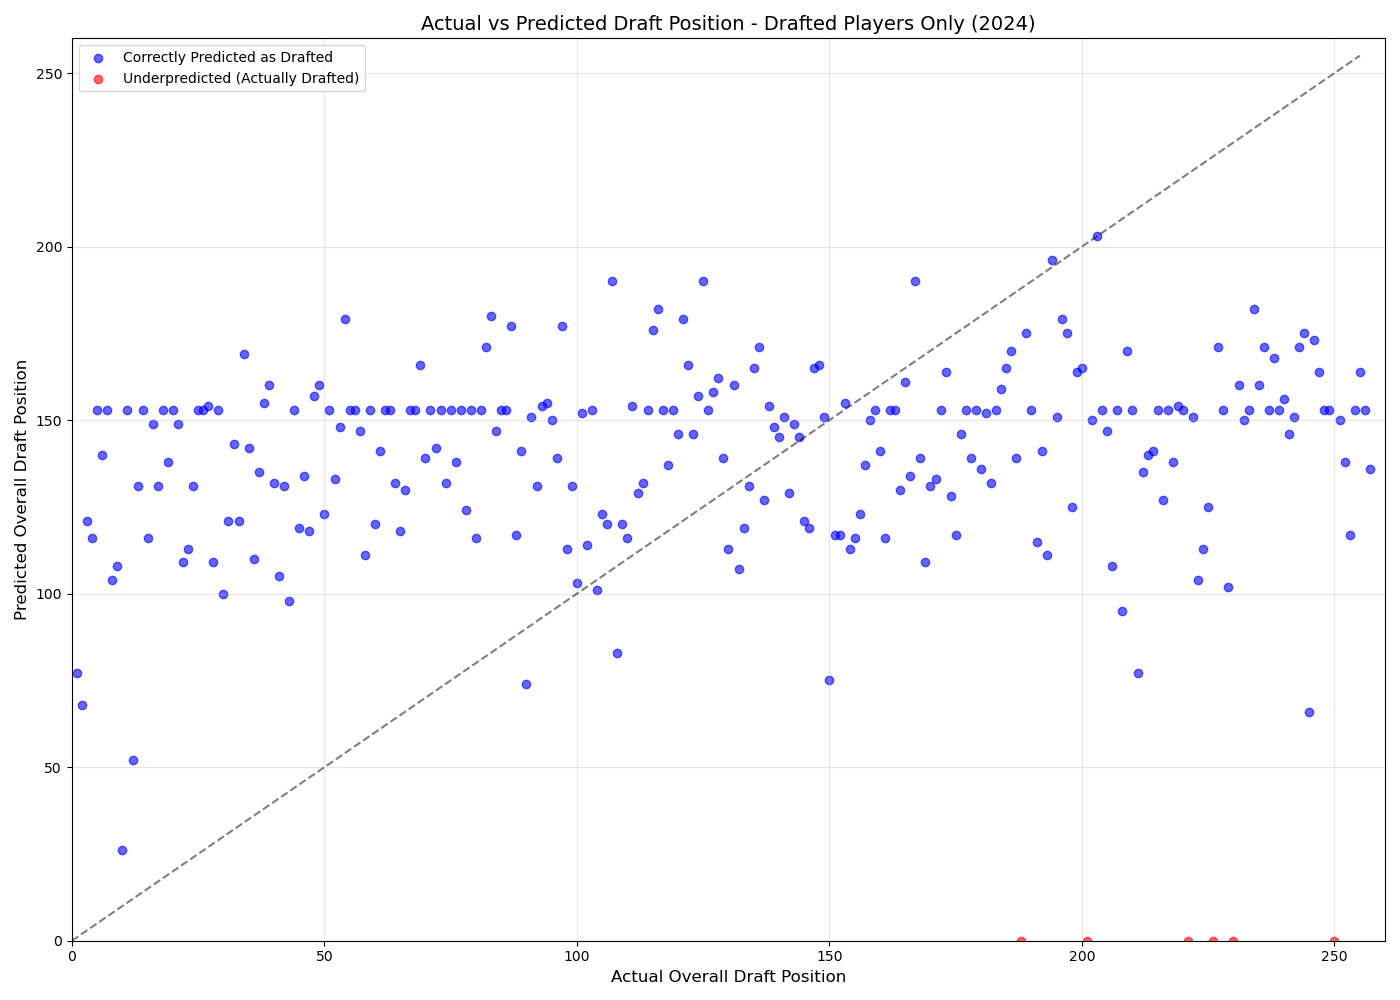 Actual vs Predicted Draft Position - Drafted Players Only (2024)
Correctly Predicted as Drafted
Underpredicted (Actually Drafted)
250
200
150
100
50
0
Predicted Overall Draft Position
0 50 100 150 200 250
Actual Overall Draft Position